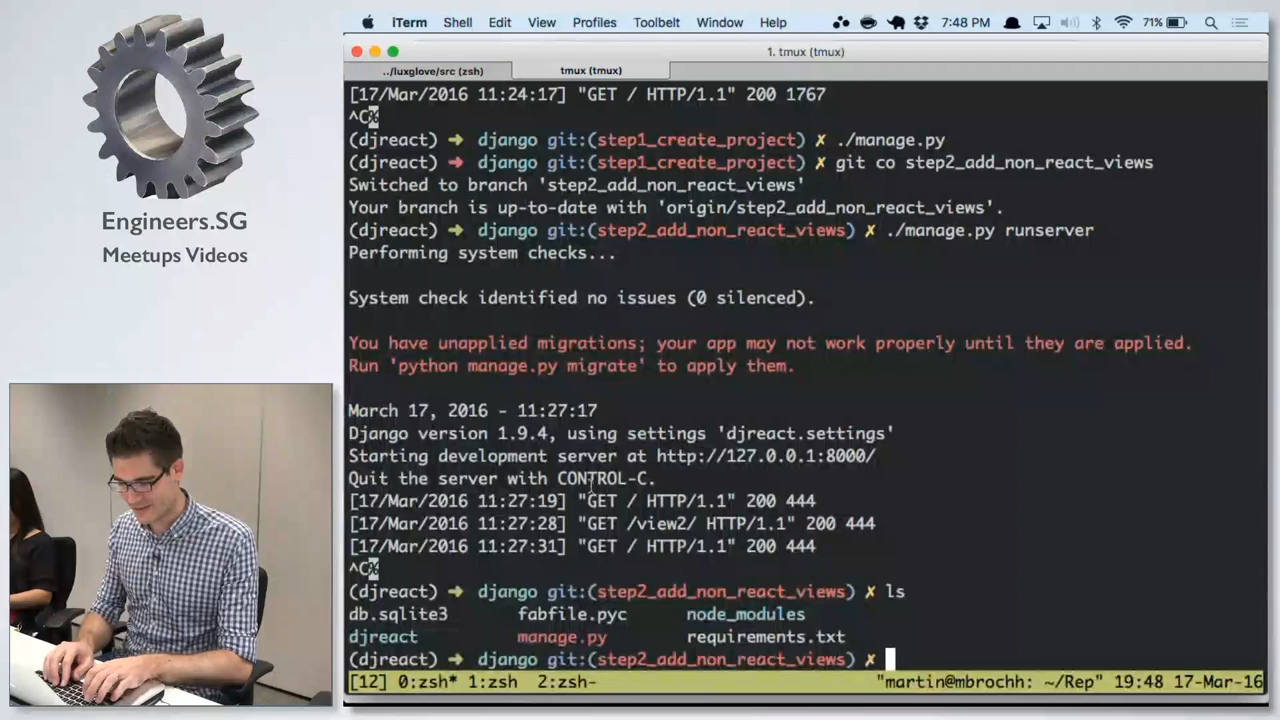 iTerm Shell Edit View Profiles Toolbelt Window Help 7:48 PM 71%
1. tmux (tmux)
../luxglove/src (zsh) tmux (tmux)
[17/Mar/2016 11:24:17] "GET / HTTP/1.1" 200 1767
^C%
(djreact) ➜ django git:(step1_create_project) ✗ ./manage.py
(djreact) ➜ django git:(step1_create_project) ✗ git co step2_add_non_react_views
Switched to branch 'step2_add_non_react_views'
Your branch is up-to-date with 'origin/step2_add_non_react_views'.
(djreact) ➜ django git:(step2_add_non_react_views) ✗ ./manage.py runserver
Performing system checks...
System check identified no issues (0 silenced).
You have unapplied migrations; your app may not work properly until they are applied.
Run 'python manage.py migrate' to apply them.
March 17, 2016 - 11:27:17
Django version 1.9.4, using settings 'djreact.settings'
Starting development server at http://127.0.0.1:8000/
Quit the server with CONTROL-C.
[17/Mar/2016 11:27:19] "GET / HTTP/1.1" 200 444
[17/Mar/2016 11:27:28] "GET /view2/ HTTP/1.1" 200 444
[17/Mar/2016 11:27:31] "GET / HTTP/1.1" 200 444
^C%
(djreact) ➜ django git:(step2_add_non_react_views) ✗ ls
db.sqlite3 fabfile.pyc node_modules
djreact manage.py requirements.txt
(djreact) ➜ django git:(step2_add_non_react_views) ✗
[12] 0:zsh* 1:zsh 2:zsh- "martin@mbrochh: ~/Rep" 19:48 17-Mar-16
Engineers.SG
Meetups Videos